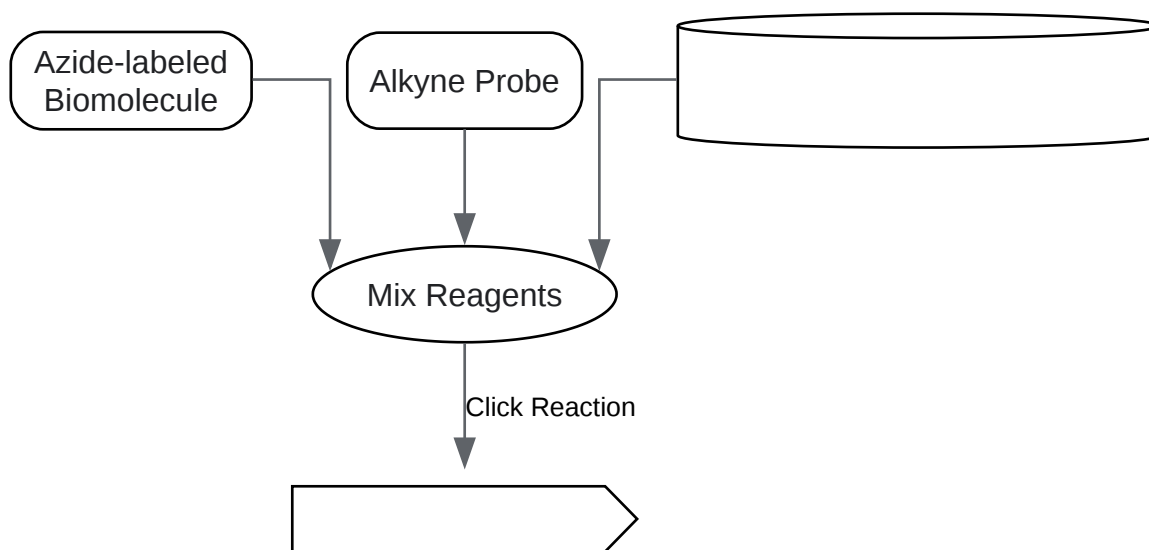 Azide-labeled
Biomolecule
Alkyne Probe
Mix Reagents
Click Reaction